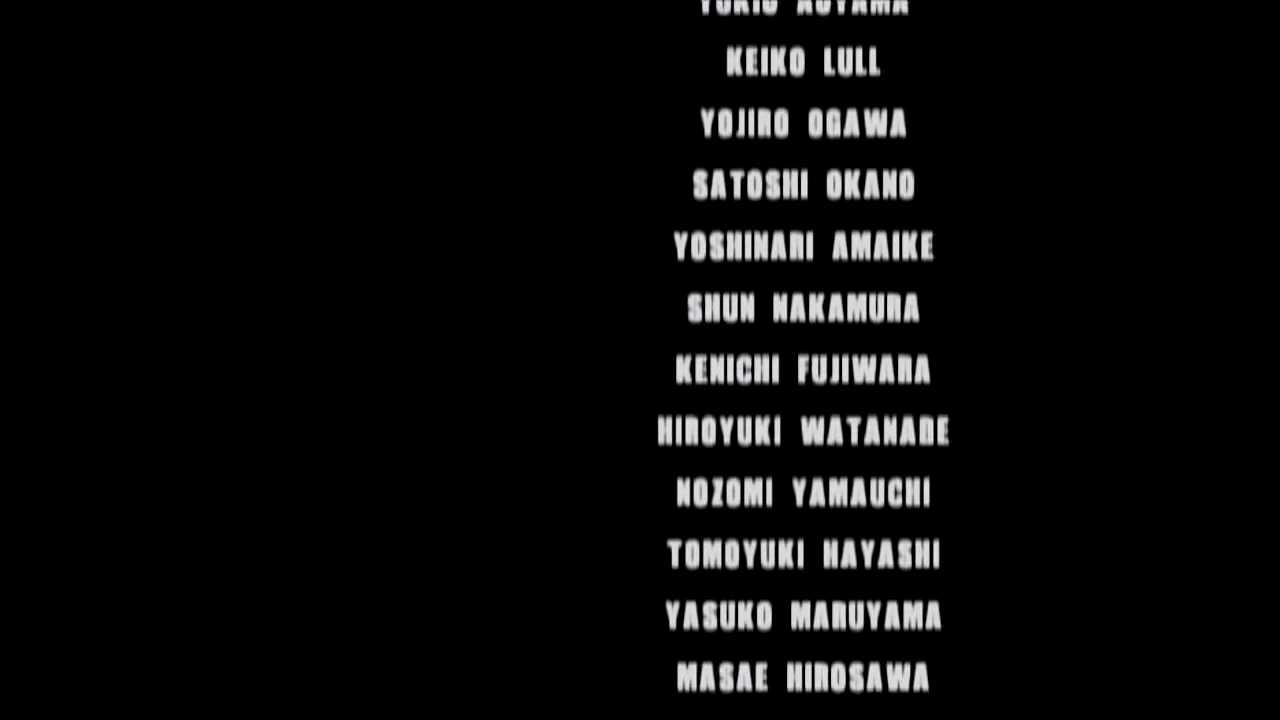 KEIKO LULL
YOJIRO OGAWA
SATOSHI OKANO
YOSHINARI AMAIKE
SHUN NAKAMURA
KENICHI FUJIWARA
HIROYUKI WATANABE
NOZOMI YAMAUCHI
TOMOYUKI HAYASHI
YASUKO MARUYAMA
MASAE HIROSAWA